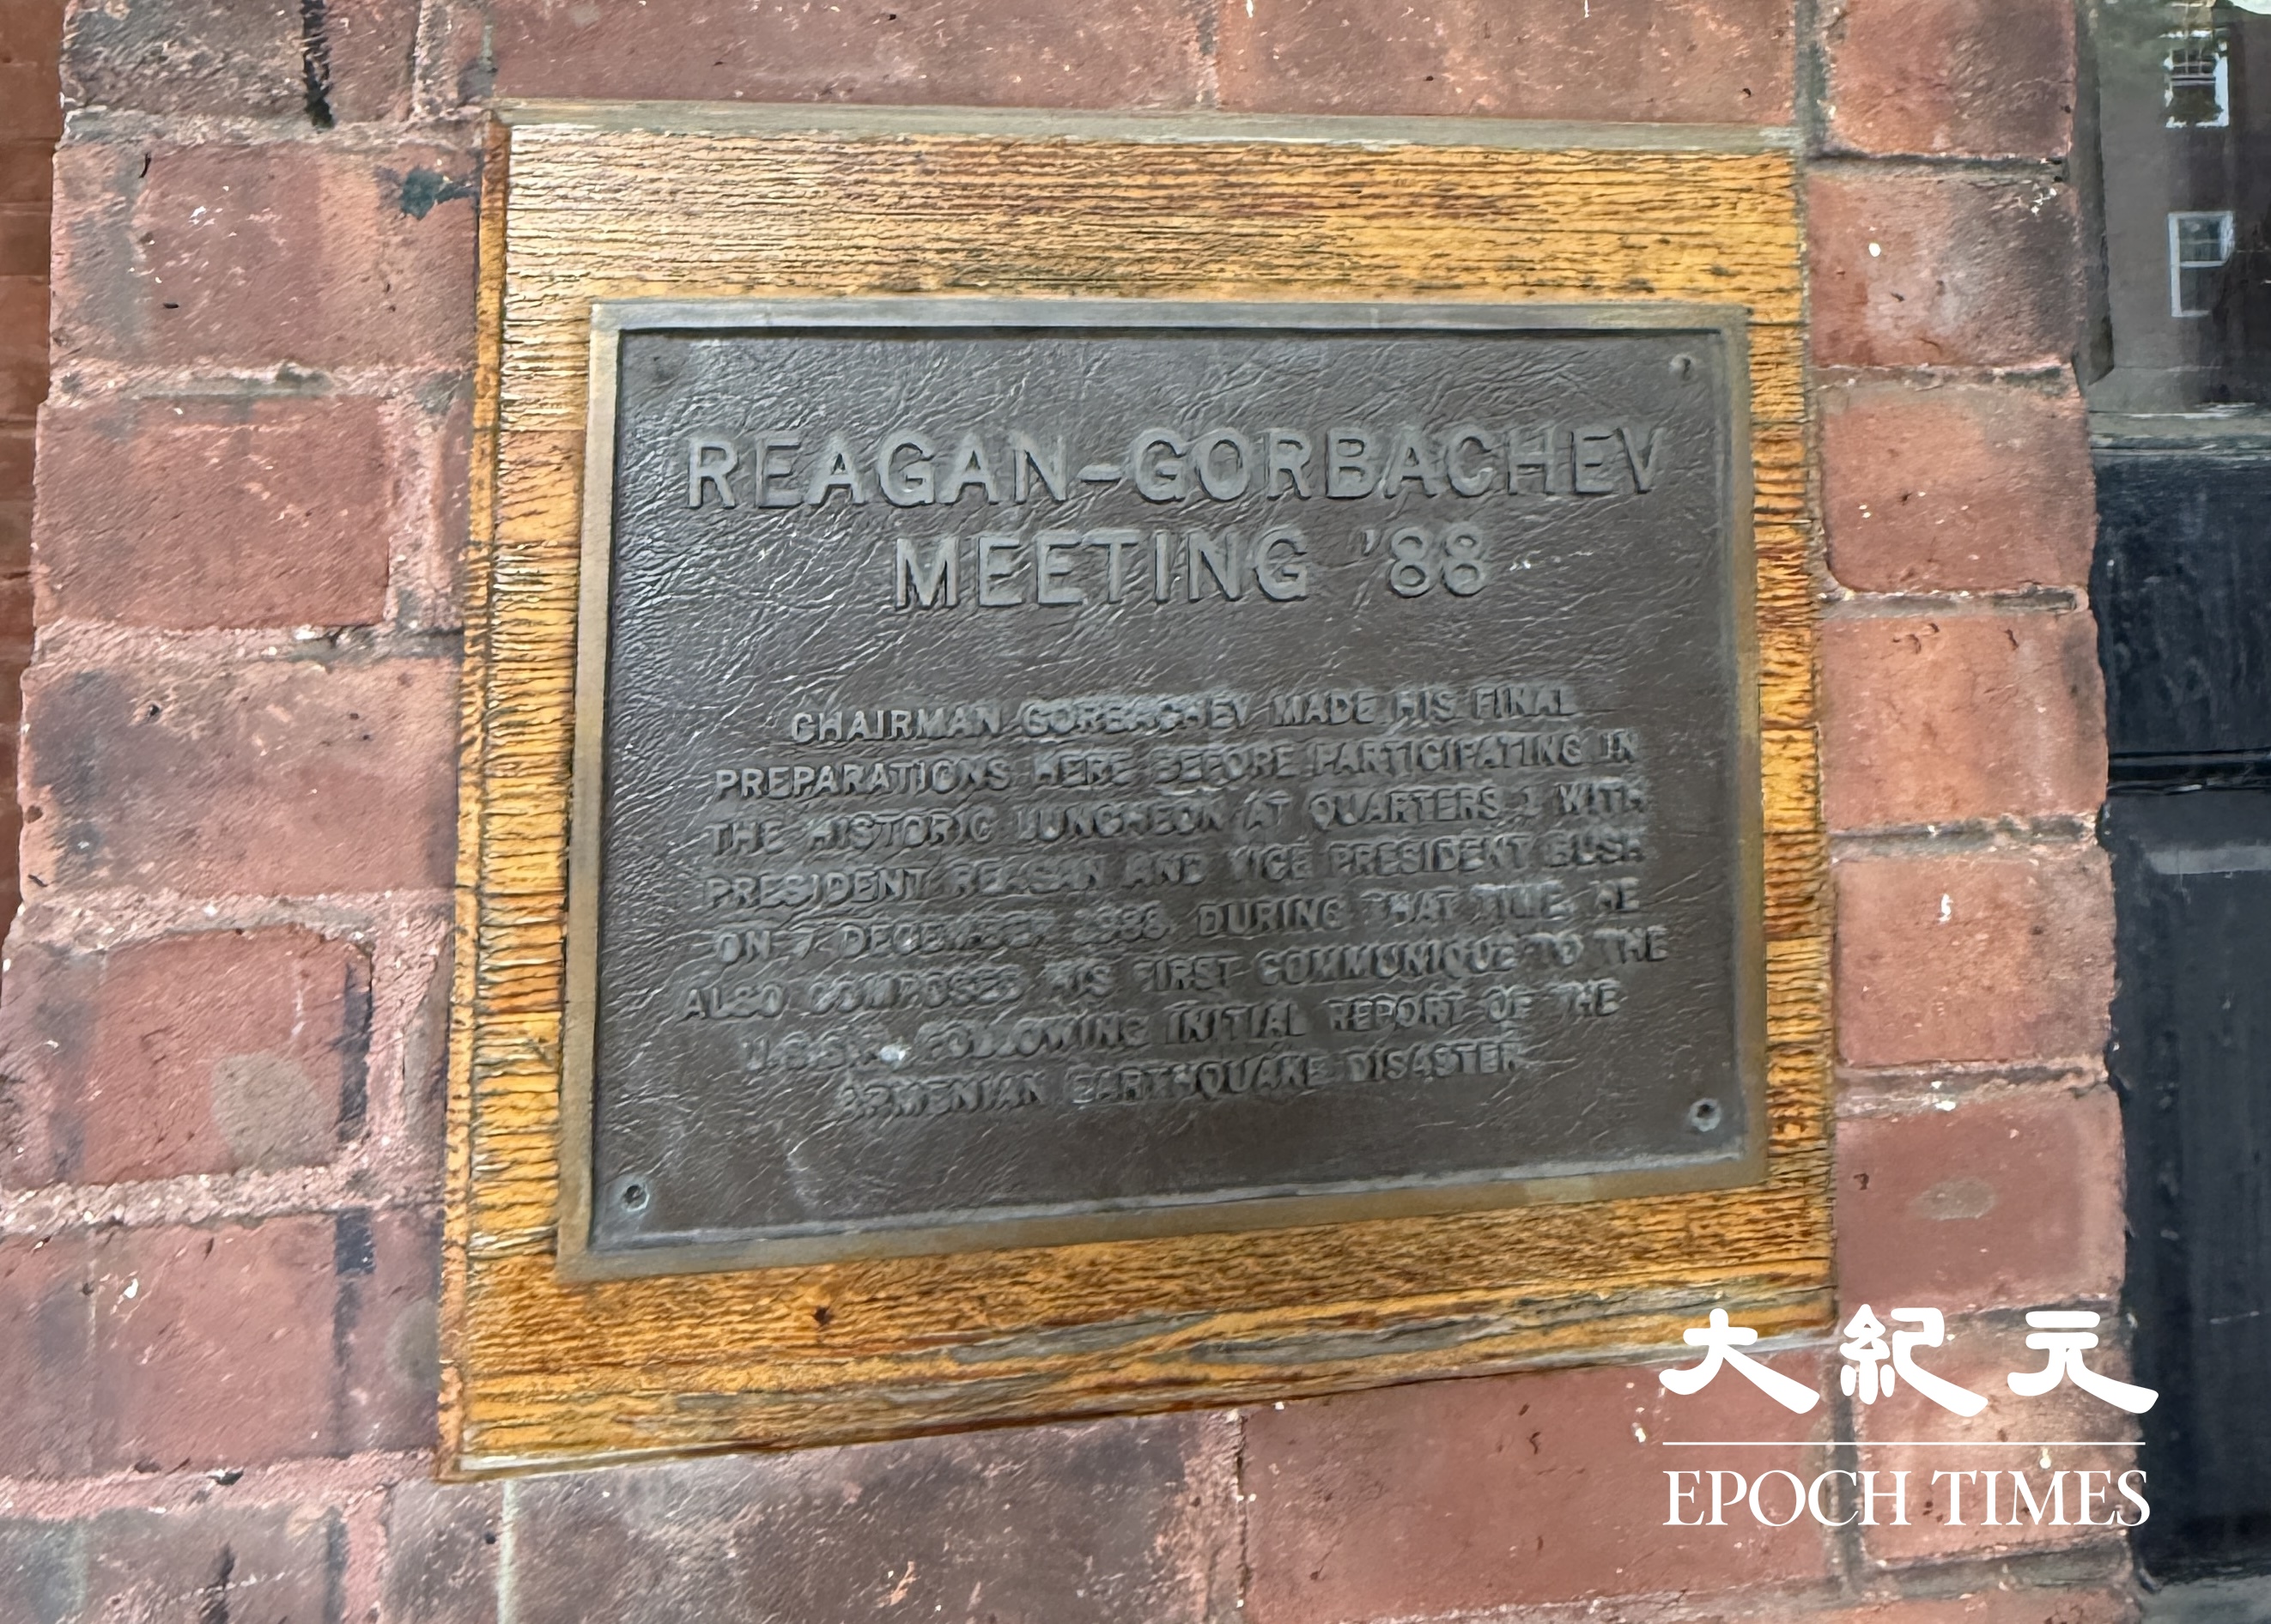 REAGAN-GORBACHEV
MEETING '88
CHAIRMAN GORBACHEV MADE HIS FINAL
PREPARATIONS HERE BEFORE PARTICIPATING IN
THE HISTORIC LUNCHEON AT QUARTERS 1 WITH
PRESIDENT REAGAN AND VICE PRESIDENT BUSH
ON 7 DECEMBER 1988. DURING THAT TIME, HE
ALSO COMPOSED HIS FIRST COMMUNIQUE TO THE
U.S.S.R. FOLLOWING INITIAL REPORT OF THE
ARMENIAN EARTHQUAKE DISASTER.
大紀元
EPOCH TIMES